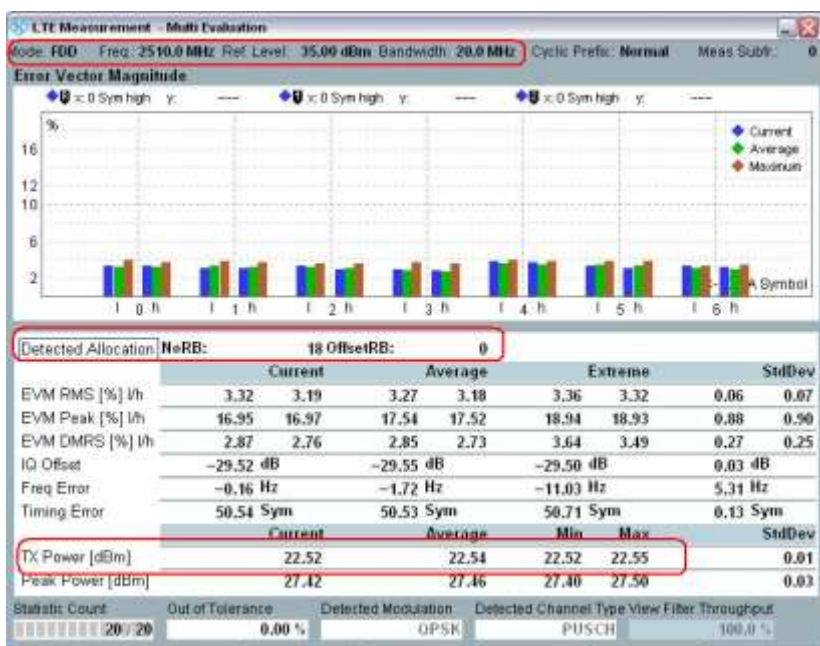 LTE Measurement - Multi Evaluation
Mode: FDD Freq.: 2510.0 MHz Ref. Level: 35.00 dBm Bandwidth: 20.0 MHz Cyclic Prefix: Normal Meas Subfr.: 0
Error Vector Magnitude
x: 0 Sym high y: --- x: 0 Sym high y: --- x: 0 Sym high y: ---
%
Current
Average
Maximum
16
12
10
6
2
A Symbol
l 0 h l 1 h l 2 h l 3 h l 4 h l 5 h l 6 h
Detected Allocation NoRB: 18 OffsetRB: 0
Current Average Extreme StdDev
EVM RMS [%] l/h 3.32 3.19 3.27 3.18 3.36 3.32 0.06 0.07
EVM Peak [%] l/h 16.95 16.97 17.54 17.52 18.94 18.93 0.88 0.90
EVM DMRS [%] l/h 2.87 2.76 2.85 2.73 3.64 3.49 0.27 0.25
IQ Offset -29.52 dB -29.55 dB -29.50 dB 0.03 dB
Freq Error -0.16 Hz -1.72 Hz -11.03 Hz 5.31 Hz
Timing Error 50.54 Sym 50.53 Sym 50.71 Sym 0.13 Sym
Current Average Min Max StdDev
TX Power [dBm] 22.52 22.54 22.52 22.55 0.01
Peak Power [dBm] 27.42 27.46 27.40 27.50 0.03
Statistic Count Out of Tolerance Detected Modulation Detected Channel Type View Filter Throughput
20 / 20 0.00 % QPSK PUSCH 100.0 %